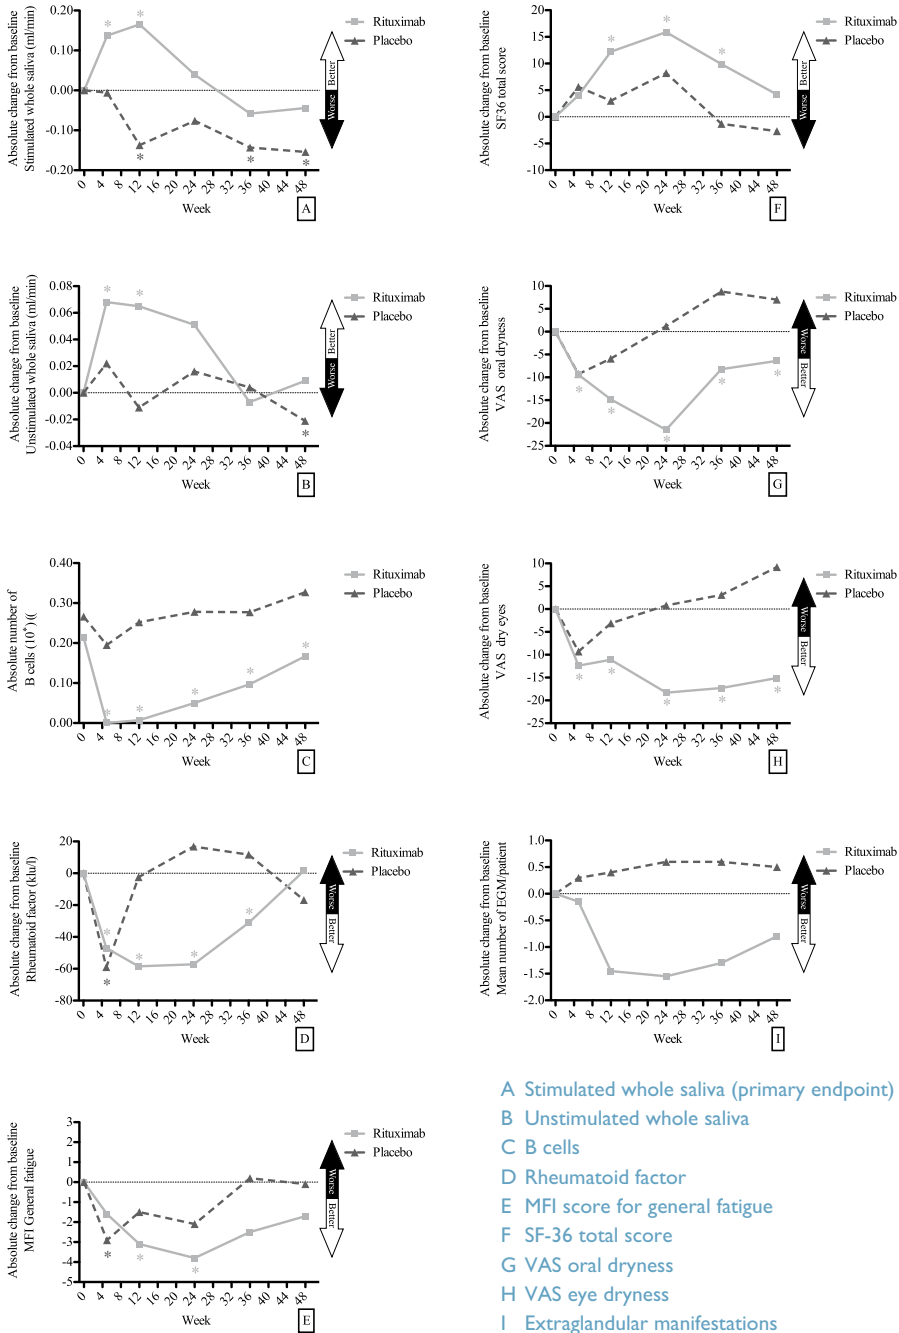 Absolute change from baseline
Stimulated whole saliva (ml/min)
0.20
0.10
0.00
-0.10
-0.20
0 4 8 12 16 20 24 28 32 36 40 44 48
Week
A
Rituximab
Placebo
Better
Worse
* * * * *
Absolute change from baseline
SF36 total score
20
15
10
5
0
-5
-10
0 4 8 12 16 20 24 28 32 36 40 44 48
Week
F
Rituximab
Placebo
Better
Worse
* * *
Absolute change from baseline
Unstimulated whole saliva (ml/min)
0.08
0.06
0.04
0.02
0.00
-0.02
-0.04
0 4 8 12 16 20 24 28 32 36 40 44 48
Week
B
Rituximab
Placebo
Better
Worse
* * *
Absolute change from baseline
VAS oral dryness
10
5
0
-5
-10
-15
-20
-25
0 4 8 12 16 20 24 28 32 36 40 44 48
Week
G
Rituximab
Placebo
Worse
Better
* * * * *
Absolute number of
B cells (10⁺) ((
0.40
0.30
0.20
0.10
0.00
0 4 8 12 16 20 24 28 32 36 40 44 48
Week
C
Rituximab
Placebo
* * * * * *
Absolute change from baseline
VAS dry eyes
10
5
0
-5
-10
-15
-20
-25
0 4 8 12 16 20 24 28 32 36 40 44 48
Week
H
Rituximab
Placebo
Worse
Better
* * * * *
Absolute change from baseline
Rheumatoid factor (klu/l)
20
0
-20
-40
-60
-80
0 4 8 12 16 20 24 28 32 36 40 44 48
Week
D
Rituximab
Placebo
Worse
Better
* * * * *
Absolute change from baseline
Mean number of EGM/patient
1.0
0.5
0.0
-0.5
-1.0
-1.5
-2.0
0 4 8 12 16 20 24 28 32 36 40 44 48
Week
I
Rituximab
Placebo
Worse
Better
Absolute change from baseline
MFI General fatigue
3
2
1
0
-1
-2
-3
-4
-5
0 4 8 12 16 20 24 28 32 36 40 44 48
Week
E
Rituximab
Placebo
Worse
Better
* * *
A Stimulated whole saliva (primary endpoint)
B Unstimulated whole saliva
C B cells
D Rheumatoid factor
E MFI score for general fatigue
F SF-36 total score
G VAS oral dryness
H VAS eye dryness
I Extraglandular manifestations